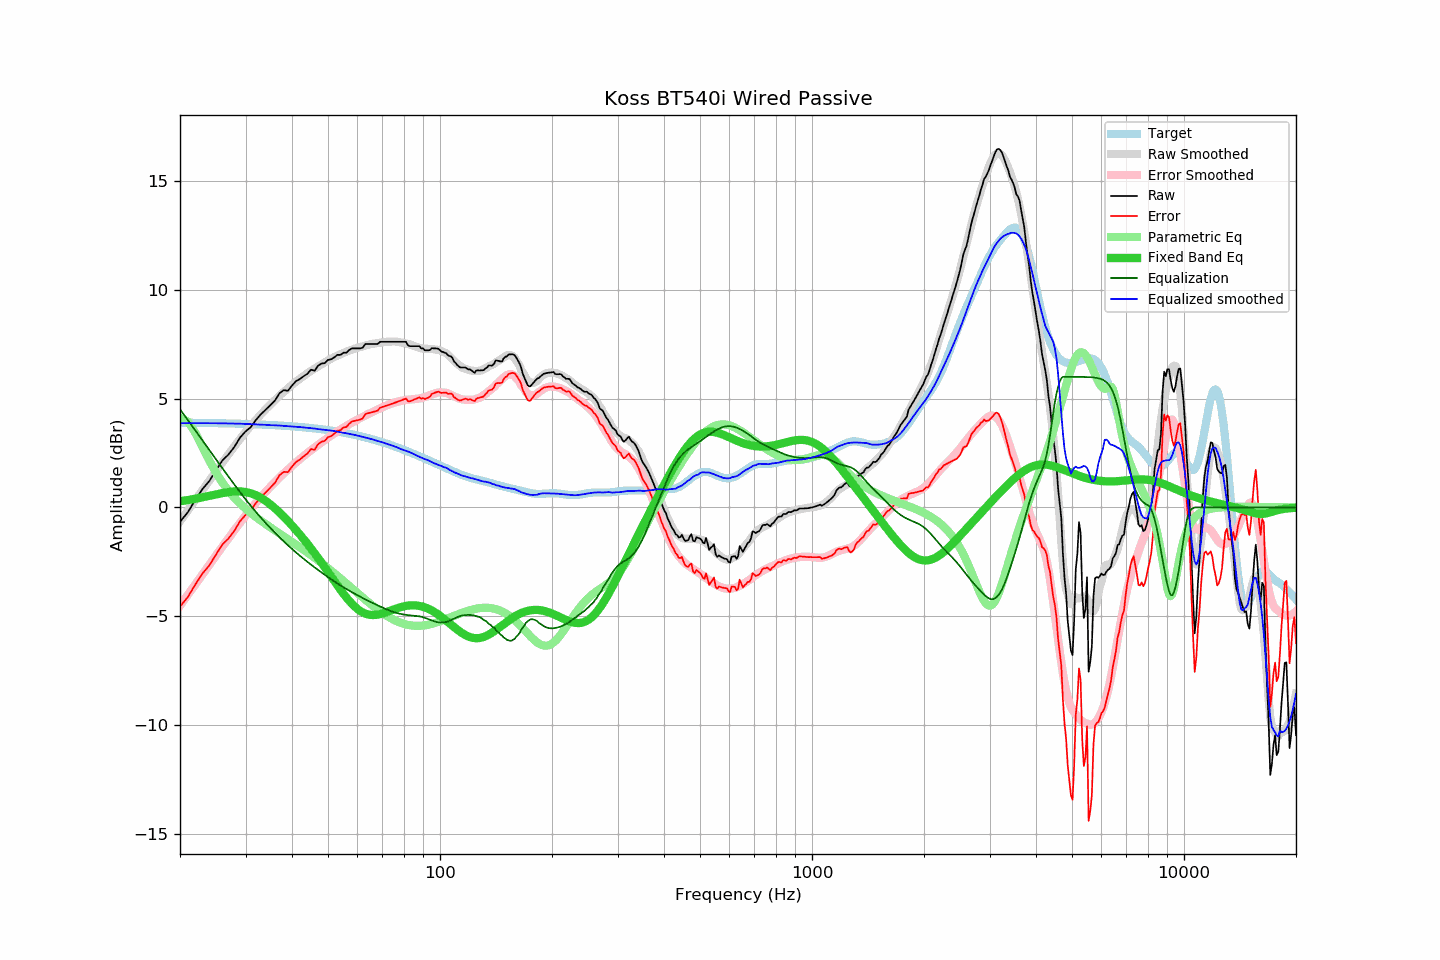 Koss BT540i Wired Passive
Target
Raw Smoothed
Error Smoothed
Raw
Error
Parametric Eq
Fixed Band Eq
Equalization
Equalized smoothed
Amplitude (dBr)
15
10
5
0
−5
−10
−15
100
1000
10000
Frequency (Hz)